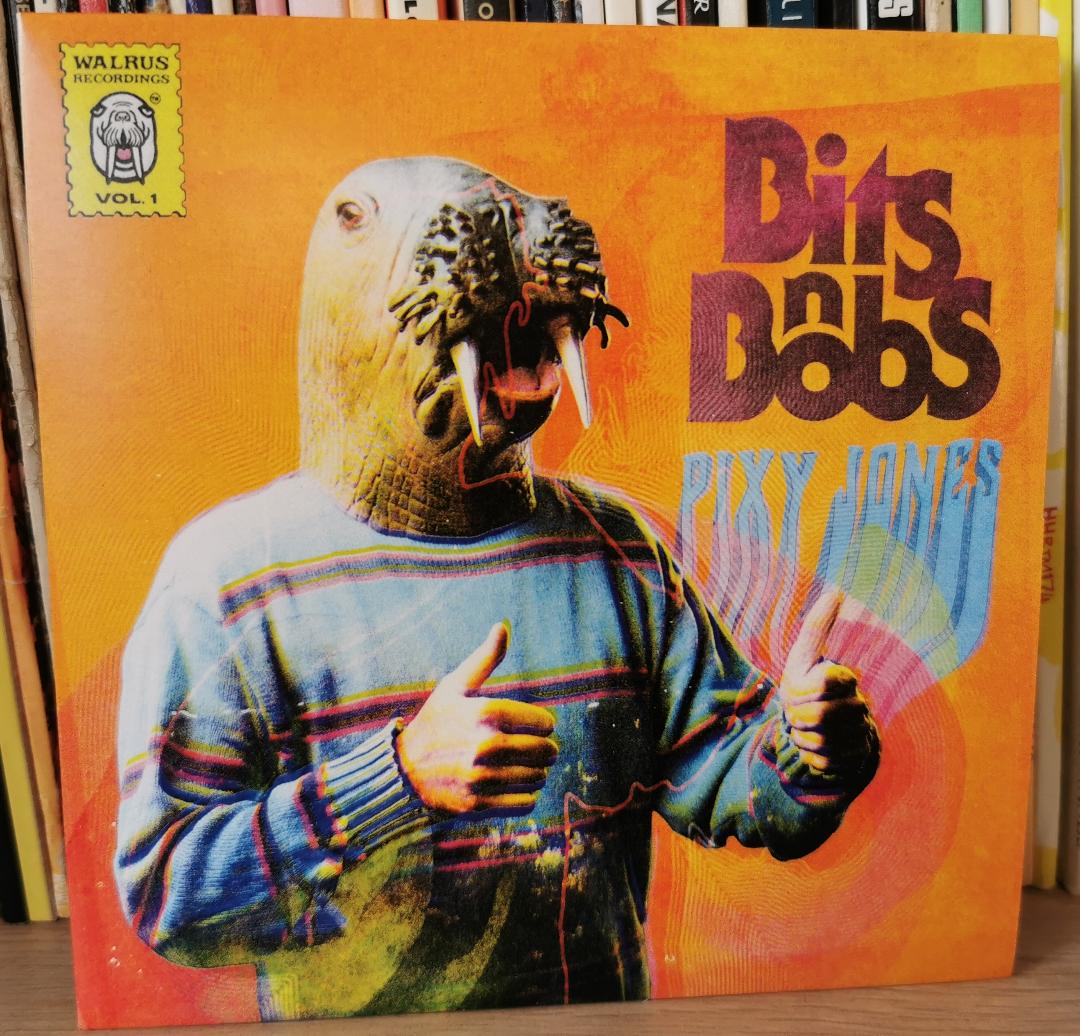 WALRUS
RECORDINGS
VOL. 1
Bits
n
Bobs
PIXY JONES